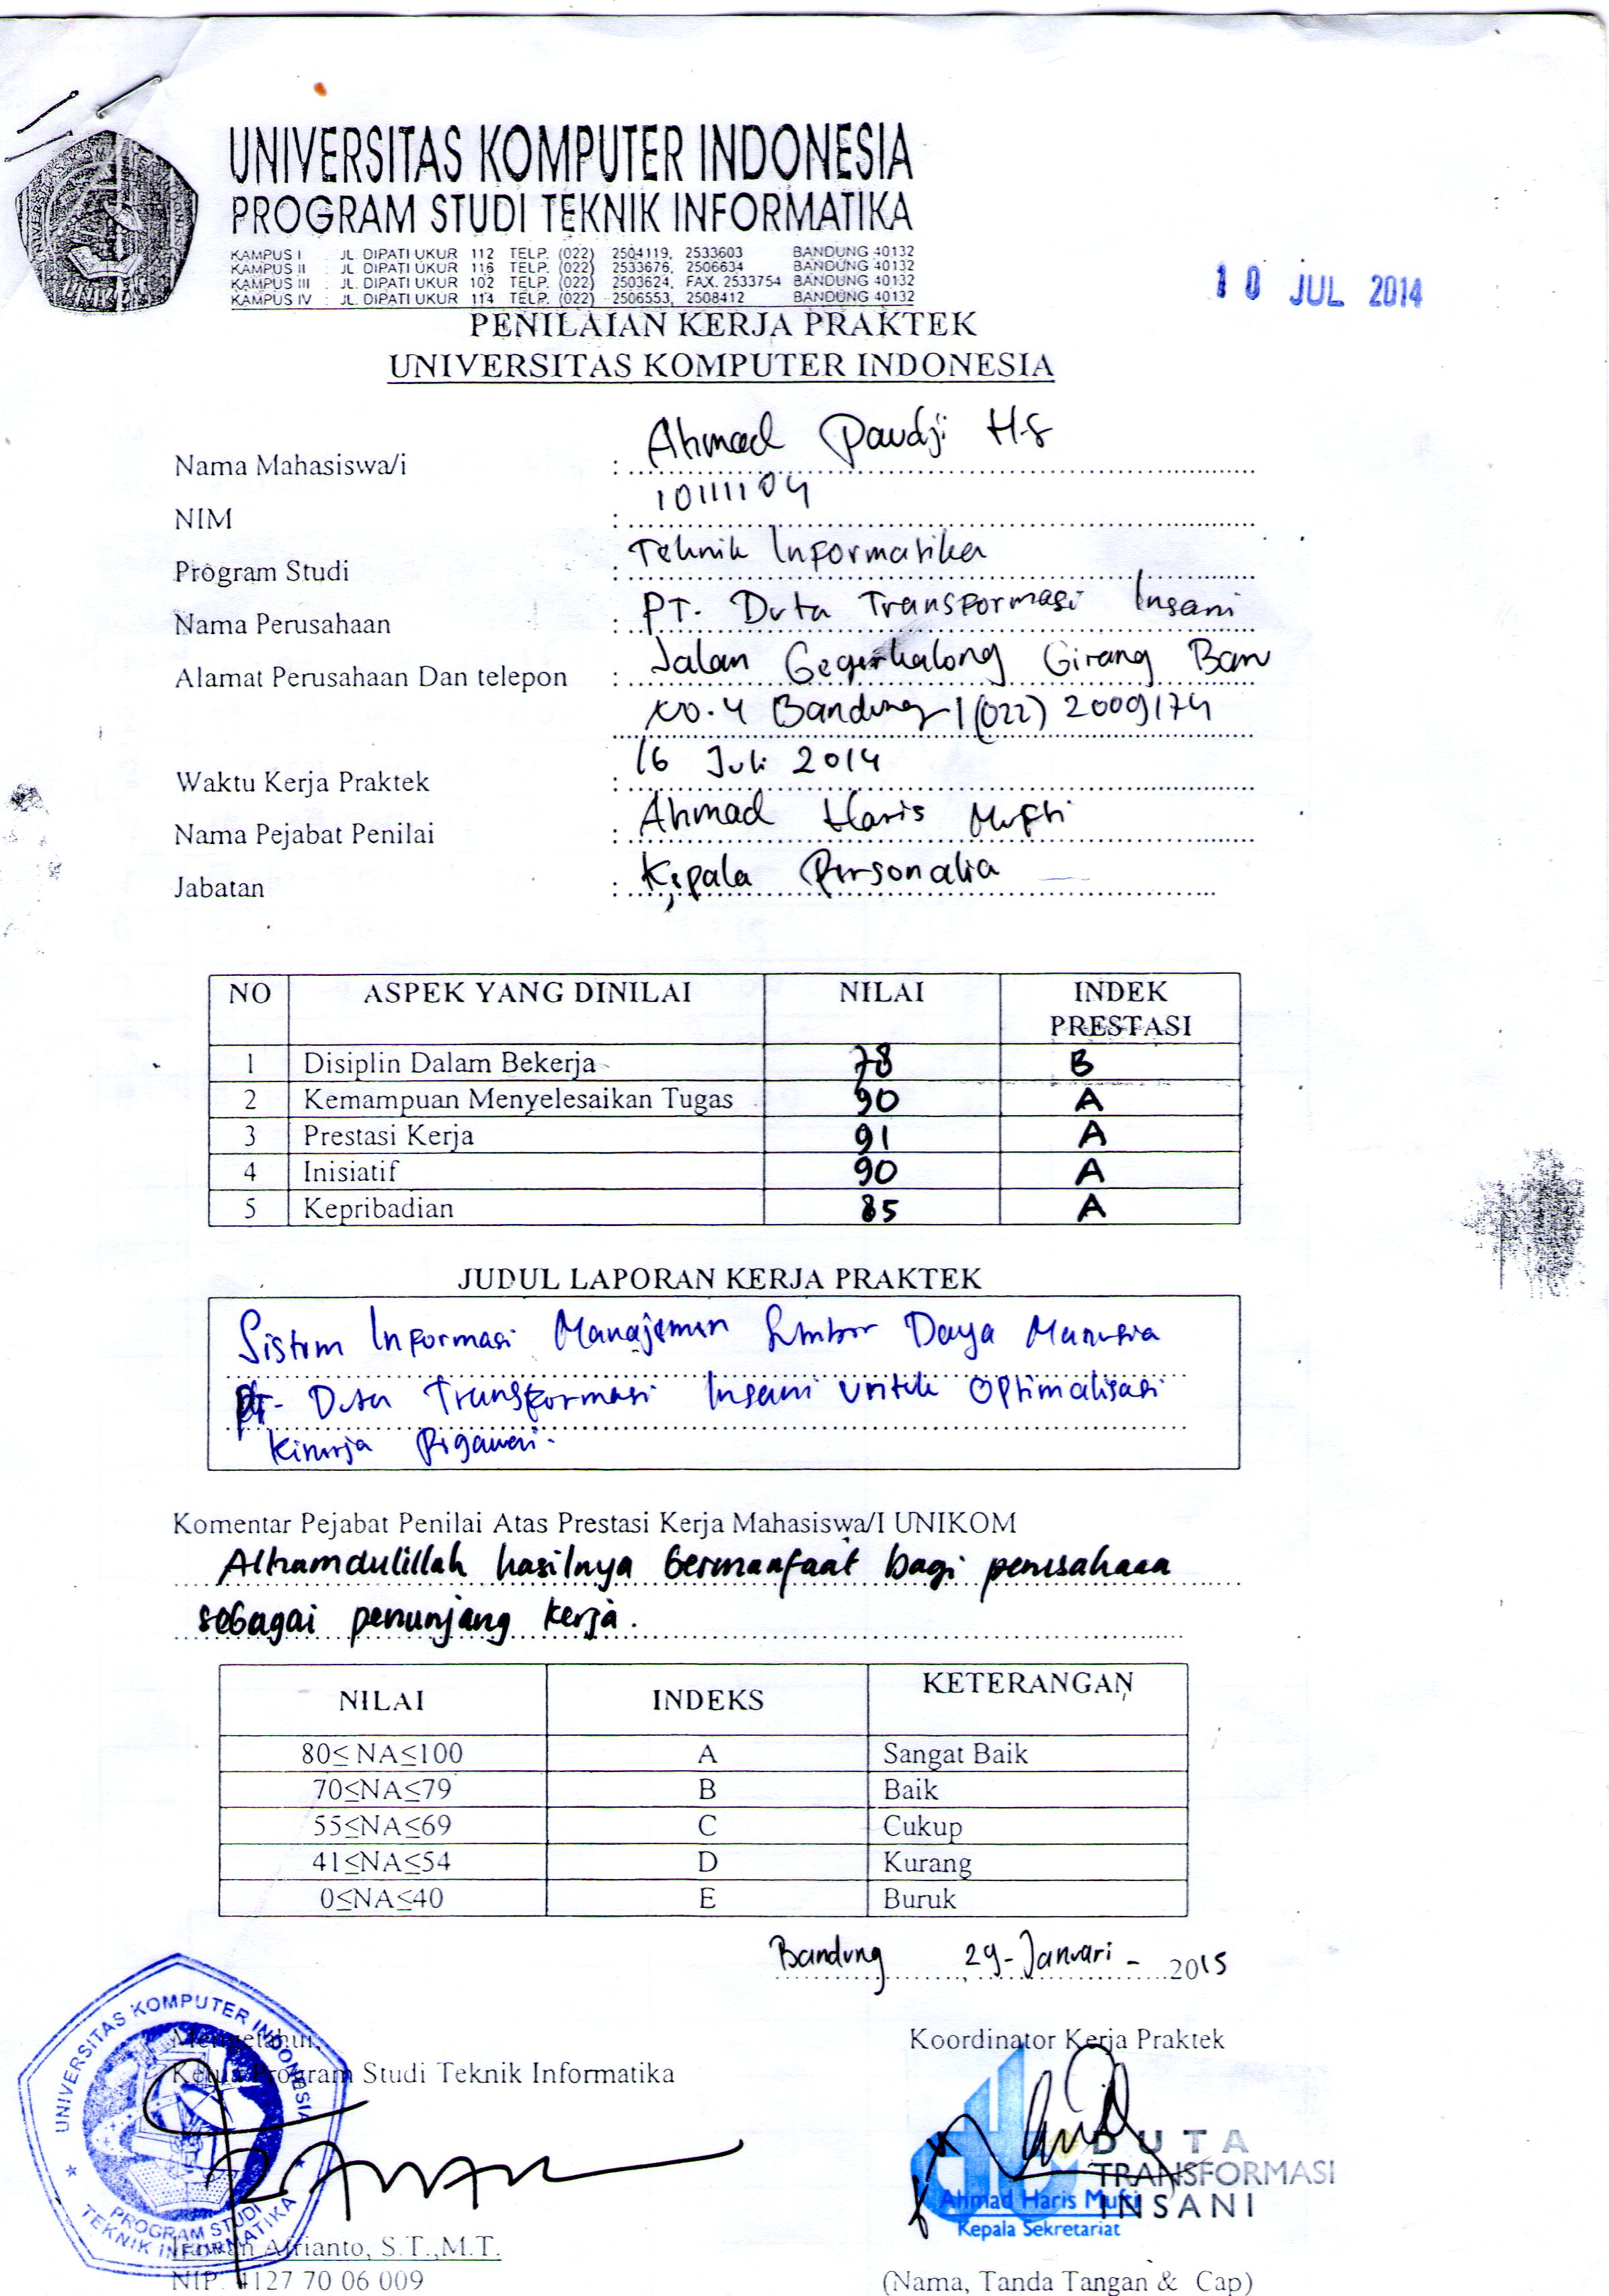 UNIVERSITAS KOMPUTER INDONESIA
PROGRAM STUDI TEKNIK INFORMATIKA
KAMPUS I : JL. DIPATI UKUR 112 TELP. (022) 2504119, 2533603 BANDUNG 40132
KAMPUS II : JL. DIPATI UKUR 116 TELP. (022) 2533676, 2506634 BANDUNG 40132
KAMPUS III : JL. DIPATI UKUR 102 TELP. (022) 2503624, FAX. 2533754 BANDUNG 40132
KAMPUS IV : JL. DIPATI UKUR 114 TELP. (022) 2506553, 2508412 BANDUNG 40132
10 JUL 2014
PENILAIAN KERJA PRAKTEK
UNIVERSITAS KOMPUTER INDONESIA
Nama Mahasiswa/i : Ahmad Paudji H.S
NIM : 10111104
Program Studi : Teknik Informatika
Nama Perusahaan : PT. Duta Transformasi Insani
Alamat Perusahaan Dan telepon : Jalan Gegerkalong Girang Baru
No. 4 Bandung / (022) 2009174
Waktu Kerja Praktek : 16 Juli 2014
Nama Pejabat Penilai : Ahmad Haris Mufti
Jabatan : Kepala Personalia
NO ASPEK YANG DINILAI NILAI INDEK PRESTASI
1 Disiplin Dalam Bekerja 78 B
2 Kemampuan Menyelesaikan Tugas 90 A
3 Prestasi Kerja 91 A
4 Inisiatif 90 A
5 Kepribadian 85 A
JUDUL LAPORAN KERJA PRAKTEK
Sistem Informasi Manajemen Sumber Daya Manusia
PT. Duta Transformasi Insani untuk Optimalisasi
Kinerja Pegawai.
Komentar Pejabat Penilai Atas Prestasi Kerja Mahasiswa/I UNIKOM
Alhamdulillah hasilnya bermanfaat bagi perusahaan
sebagai penunjang kerja.
NILAI INDEKS KETERANGAN
80≤ NA≤100 A Sangat Baik
70≤NA≤79 B Baik
55≤NA≤69 C Cukup
41≤NA≤54 D Kurang
0≤NA≤40 E Buruk
Bandung, 29-Januari-2015
Mengetahui,
Ketua Program Studi Teknik Informatika
Koordinator Kerja Praktek
UNIVERSITAS KOMPUTER INDONESIA
PROGRAM STUDI
TEKNIK INFORMATIKA
DUTA
TRANSFORMASI
INSANI
Ahmad Haris Mufti
Kepala Sekretariat
Afrianto, S.T.,M.T.
NIP. 4127 70 06 009
(Nama, Tanda Tangan & Cap)